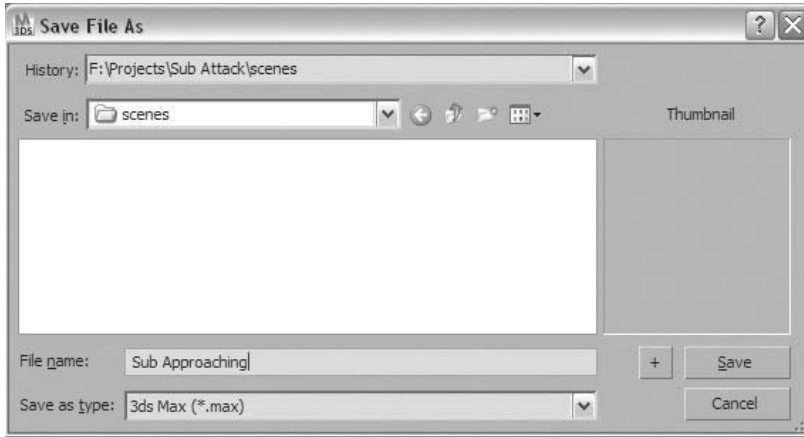 M
3DS
Save File As
?
X
History: F:\Projects\Sub Attack\scenes
Save in: scenes
Thumbnail
File name: Sub Approaching
+ Save
Save as type: 3ds Max (*.max)
Cancel